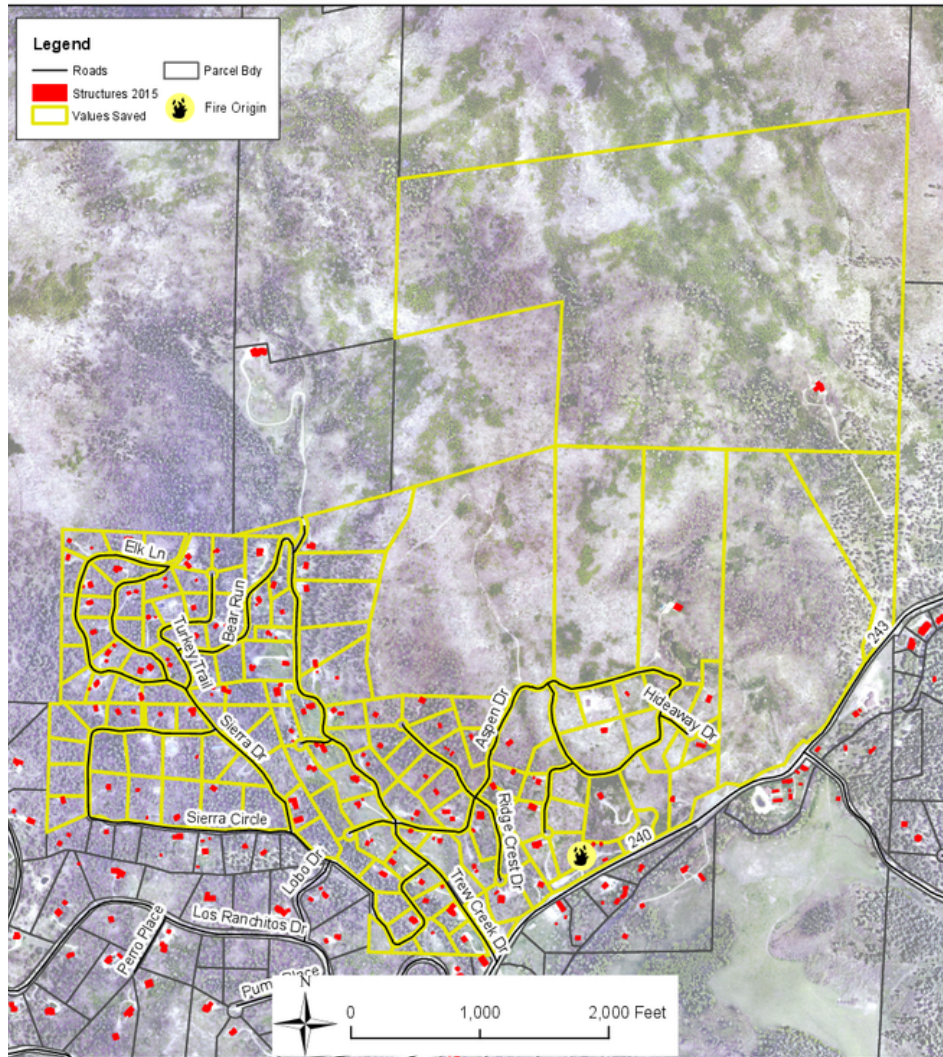 Legend
Roads
Parcel Bdy
Structures 2015
Fire Origin
Values Saved
Elk Ln
Bear Run
Turkey Trail
243
Hideaway Dr
Aspen Dr
Sierra Dr
Ridge Crest Dr
Sierra Circle
240
Lobo Dr
Trew Creek Dr
Los Ranchitos Dr
Perro Place
N
0 1,000 2,000 Feet